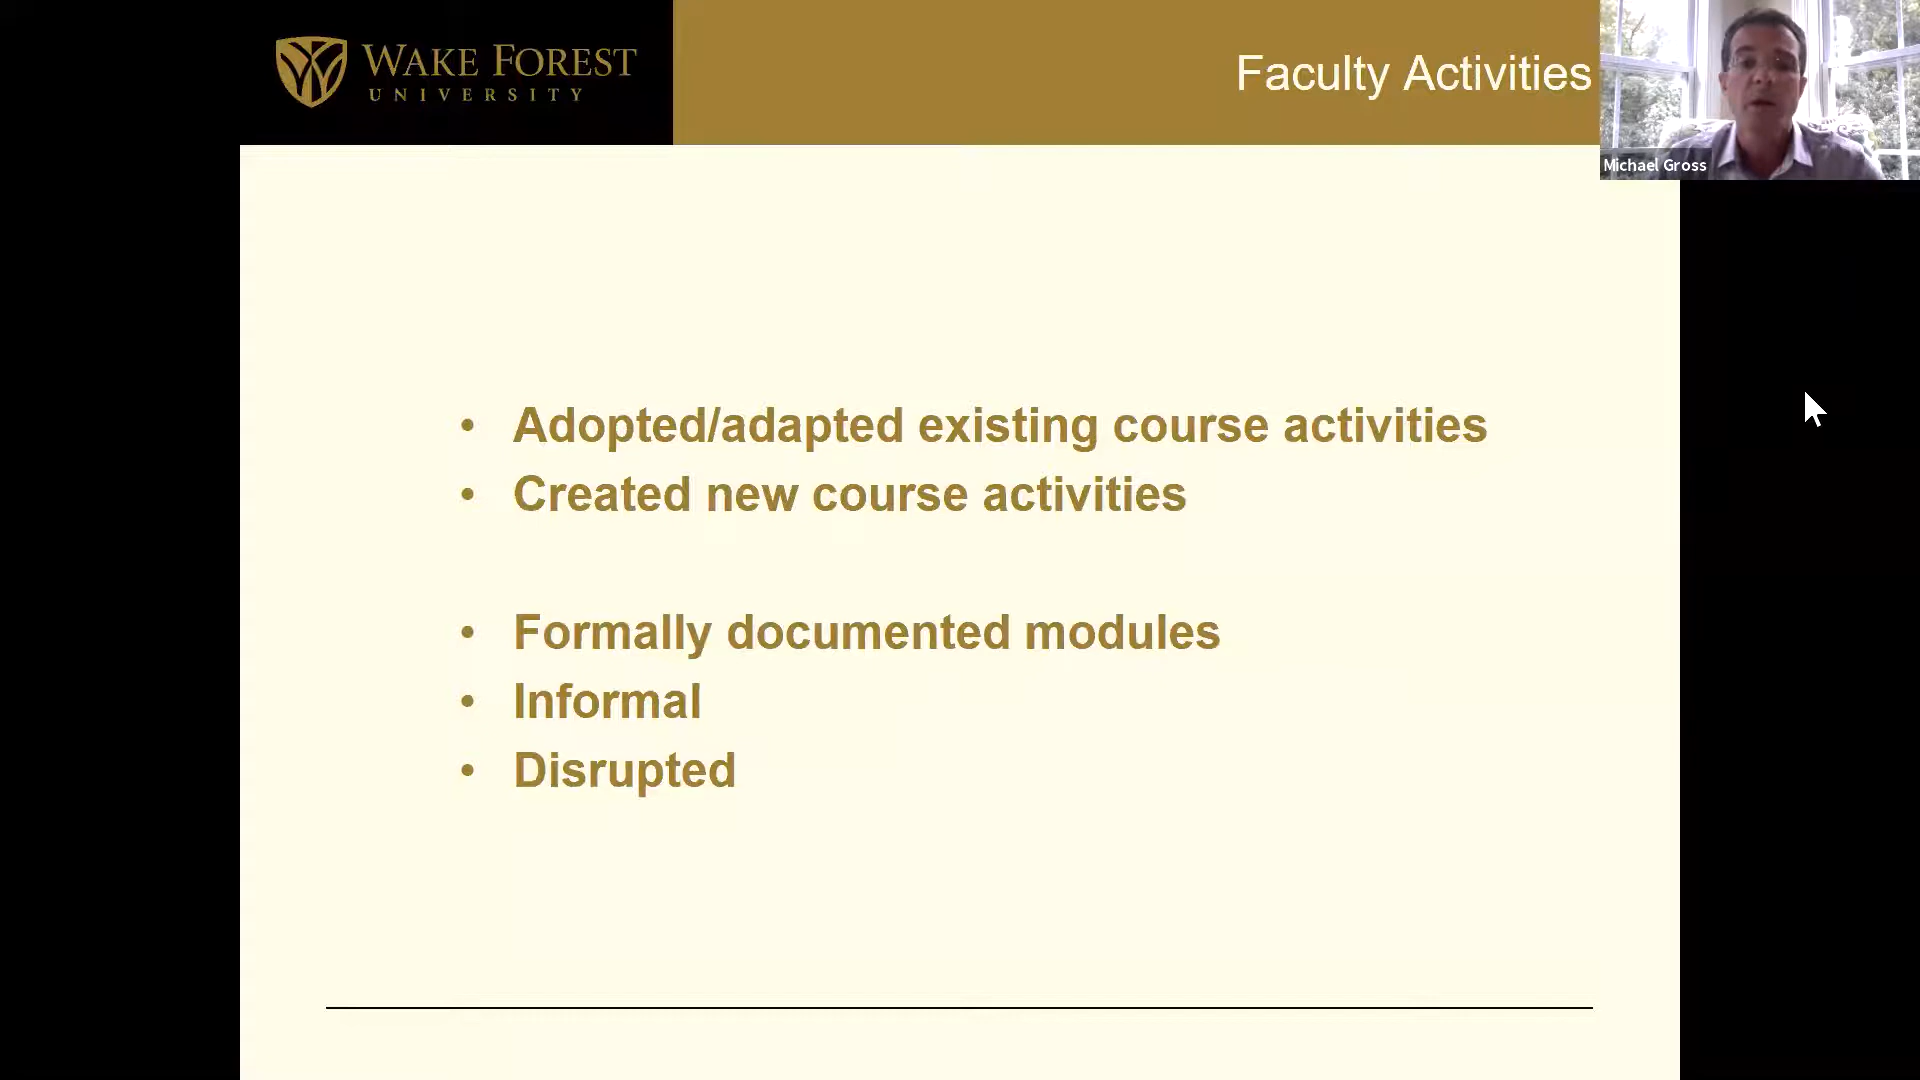 WAKE FOREST
UNIVERSITY
Faculty Activities
Michael Gross
• Adopted/adapted existing course activities
• Created new course activities
• Formally documented modules
• Informal
• Disrupted